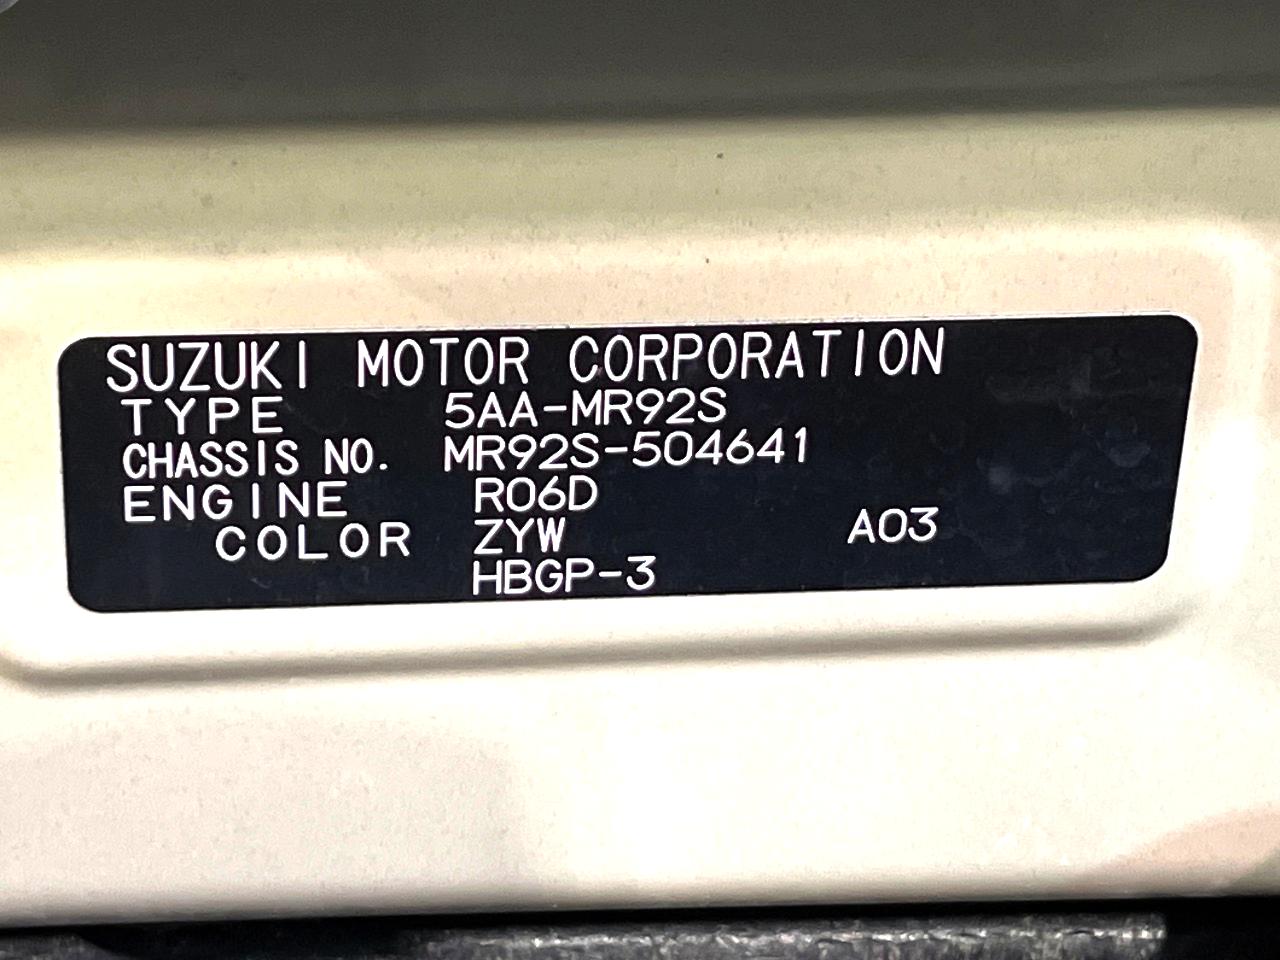 SUZUKI MOTOR CORPORATION
TYPE 5AA-MR92S
CHASSIS NO. MR92S-504641
ENGINE R06D
COLOR ZYW A03
HBGP-3